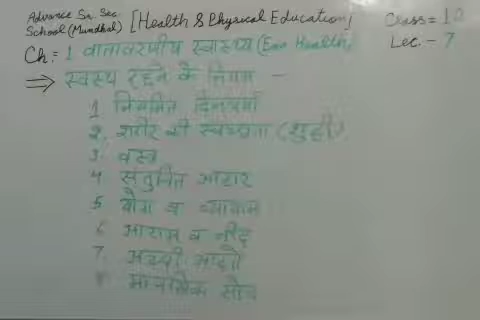 Advance Sr. Sec. [Health & Physical Education] Class = 10
School (Mundhal)
Ch = 1 वातावरणीय स्वास्थ्य (Env Health) Lec. - 7
⇒ स्वस्थ रहने के नियम -
1 नियमित दिनचर्या
2. शरीर की स्वच्छता (शुद्धी)
3. वस्त्र
4 संतुलित आहार
5 योग व व्यायाम
6 आराम व नींद
7. अच्छी आदतें
8 मानसिक सोच